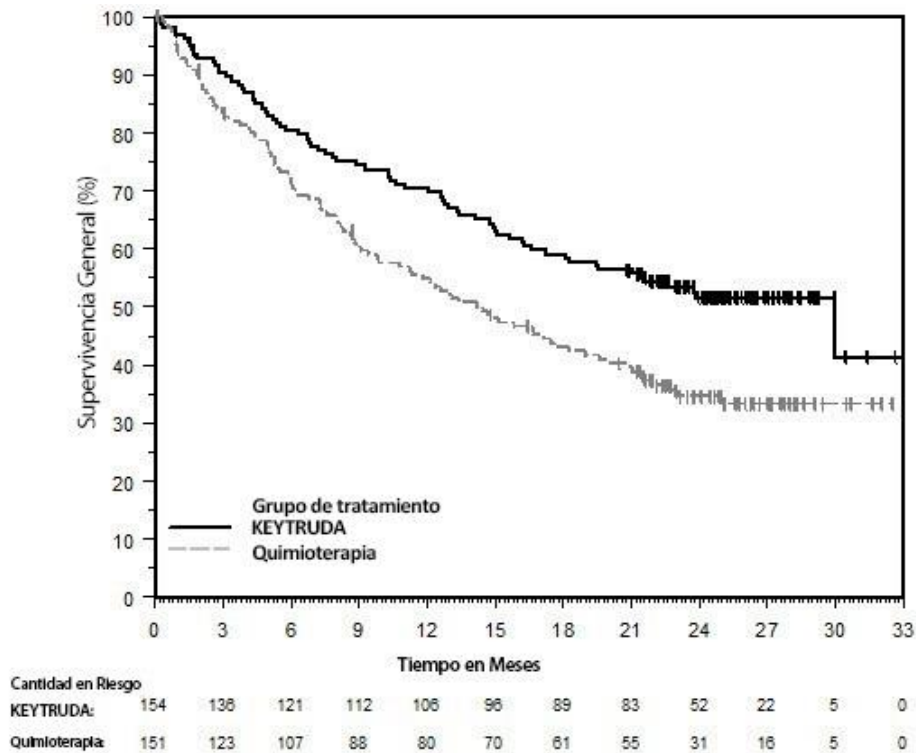 100
90
80
70
60
50
40
30
20
10
0
Supervivencia General (%)
Grupo de tratamiento
KEYTRUDA
Quimioterapia
0 3 6 9 12 15 18 21 24 27 30 33
Tiempo en Meses
Cantidad en Riesgo
KEYTRUDA: 154 136 121 112 106 96 89 83 52 22 5 0
Quimioterapia: 151 123 107 88 80 70 61 55 31 16 5 0